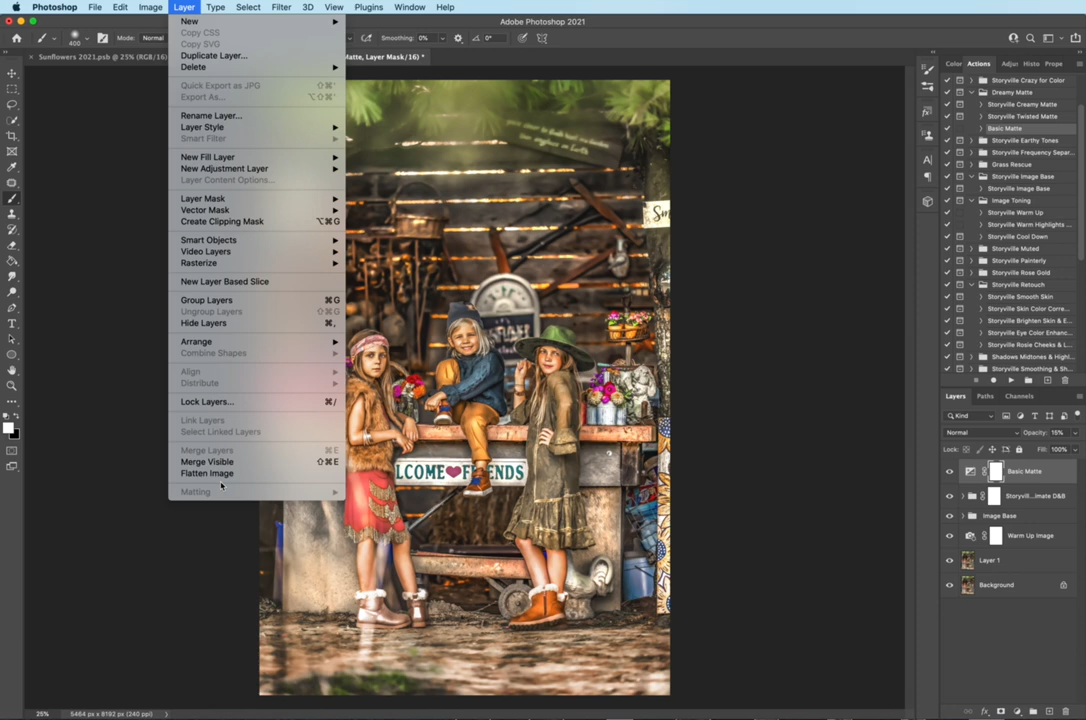 Photoshop File Edit Image Layer Type Select Filter 3D View Plugins Window Help
Adobe Photoshop 2021
400 Mode: Normal Smoothing: 0% 0°
Sunflowers 2021.psb @ 25% (RGB/16) Matte, Layer Mask/16) *
New
Copy CSS
Copy SVG
Duplicate Layer...
Delete
Quick Export as PNG ⇧⌘'
Export As... ⌥⇧⌘'
Rename Layer...
Layer Style
Smart Filter
New Fill Layer
New Adjustment Layer
Layer Content Options...
Layer Mask
Vector Mask
Create Clipping Mask ⌥⌘G
Smart Objects
Video Layers
Rasterize
New Layer Based Slice
Group Layers ⌘G
Ungroup Layers ⇧⌘G
Hide Layers ⌘,
Arrange
Combine Shapes
Align
Distribute
Lock Layers... ⌘/
Link Layers
Select Linked Layers
Merge Layers ⌘E
Merge Visible ⇧⌘E
Flatten Image
Matting
LCOME FRIENDS
Color Actions Adju Histo Prope
Storyville Crazy for Color
Dreamy Matte
Storyville Creamy Matte
Storyville Twisted Matte
Basic Matte
Storyville Earthy Tones
Storyville Frequency Separ...
Grass Rescue
Storyville Image Base
Storyville Image Base
Image Toning
Storyville Warm Up
Storyville Warm Highlights ...
Storyville Cool Down
Storyville Muted
Storyville Painterly
Storyville Rose Gold
Storyville Retouch
Storyville Smooth Skin
Storyville Skin Color Corre...
Storyville Brighten Skin & E...
Storyville Eye Color Enhanc...
Storyville Rosie Cheeks & L...
Shadows Midtones & Highl...
Storyville Smoothing & Sh...
Layers Paths Channels
Kind
Normal Opacity: 15%
Lock: Fill: 100%
Basic Matte
Storyvill...imate D&B
Image Base
Warm Up Image
Layer 1
Background
25% 5464 px x 8192 px (240 ppi)